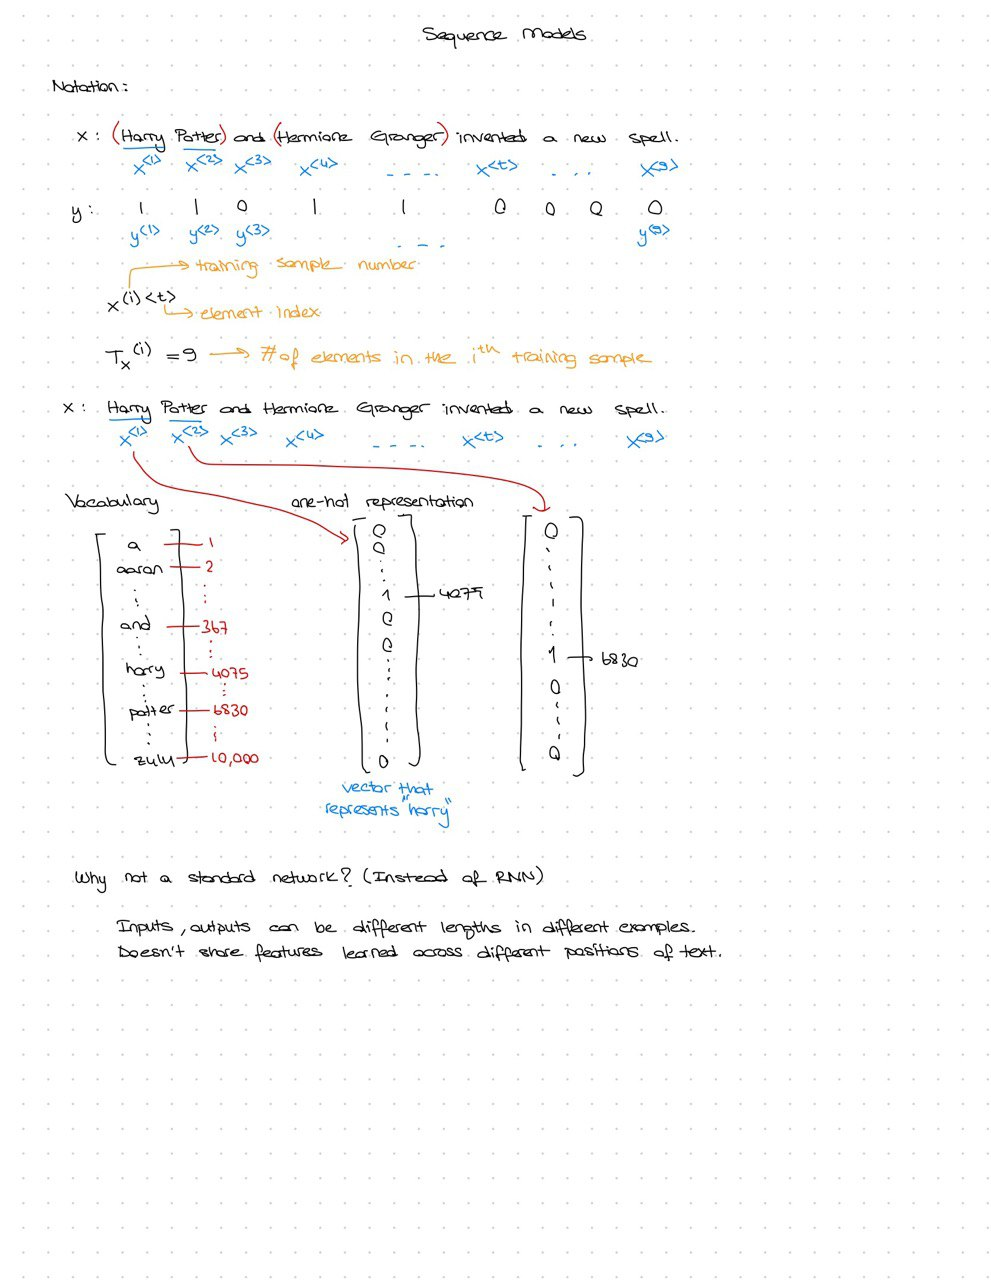 Sequence Models
Notation:
x: (Harry Potter) and (Hermione Granger) invented a new spell.
x<1> x<2> x<3> x<4> - - - - x<t> . . . x<9>
y: 1 1 0 1 1 0 0 0 0
y<1> y<2> y<3> - - - y<9>
→ training sample number
x(i)<t>
→ element index
Tx(i) = 9 → # of elements in the ith training sample
x: Harry Potter and Hermione Granger invented a new spell.
x<1> x<2> x<3> x<4> - - - - x<t> . . . x<9>
Vocabulary one-hot representation
a 1
aaron 2
and 367
harry 4075
potter 6830
zulu 10,000
0
0
1 4075
0
0
0
0
1 6830
0
0
vector that
represents "harry"
Why not a standard network? (Instead of RNN)
Inputs, outputs can be different lengths in different examples.
Doesn't share features learned across different positions of text.